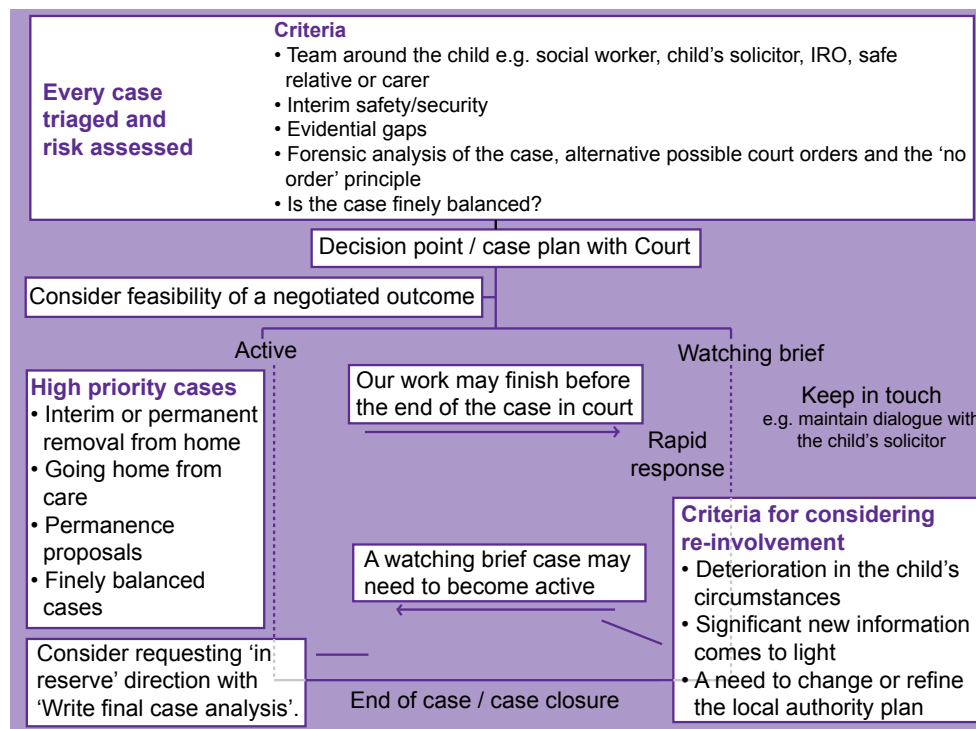 Every case
triaged and
risk assessed
Criteria
• Team around the child e.g. social worker, child's solicitor, IRO, safe
relative or carer
• Interim safety/security
• Evidential gaps
• Forensic analysis of the case, alternative possible court orders and the ‘no
order’ principle
• Is the case finely balanced?
Decision point / case plan with Court
Consider feasibility of a negotiated outcome
Active
Watching brief
High priority cases
• Interim or permanent
removal from home
• Going home from
care
• Permanence
proposals
• Finely balanced
cases
Our work may finish before
the end of the case in court
Rapid
response
Keep in touch
e.g. maintain dialogue with
the child's solicitor
A watching brief case may
need to become active
Criteria for considering
re-involvement
• Deterioration in the child's
circumstances
• Significant new information
comes to light
• A need to change or refine
the local authority plan
Consider requesting ‘in
reserve’ direction with
‘Write final case analysis’.
End of case / case closure